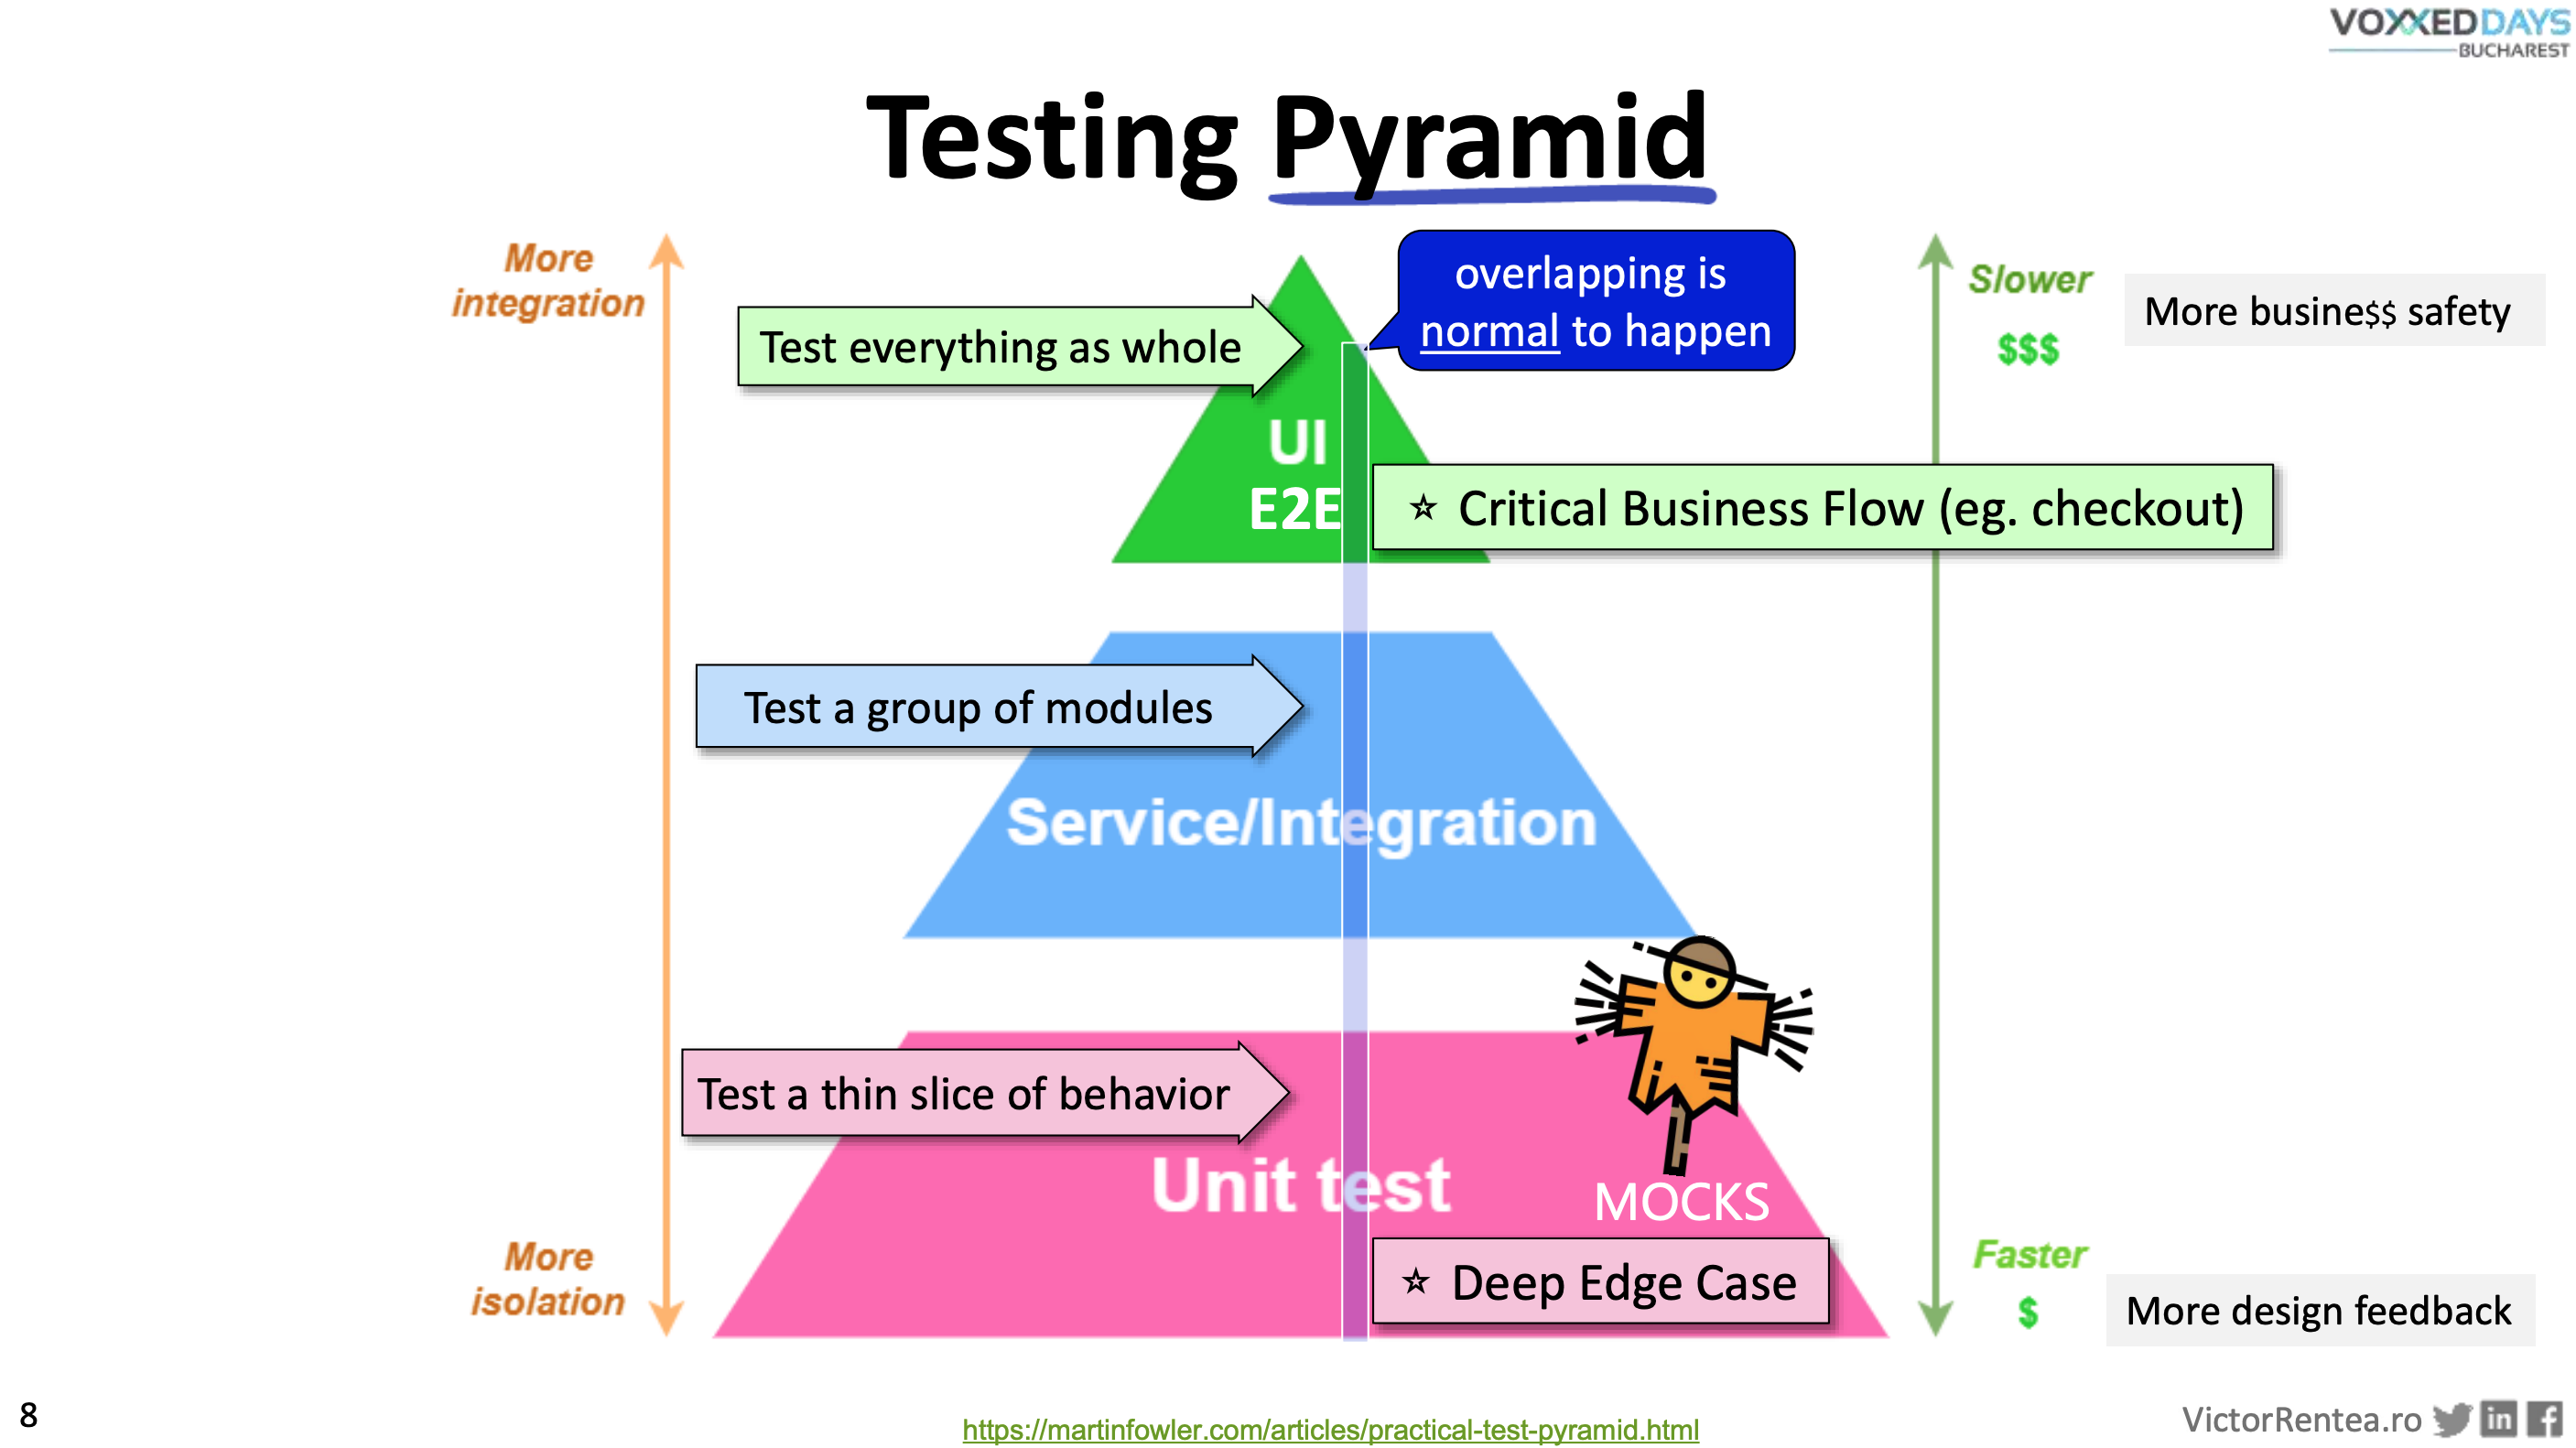 VOXXEDDAYS
BUCHAREST
Testing Pyramid
More
integration
overlapping is
normal to happen
Slower
$$$
More busine$$ safety
Test everything as whole
UI
E2E
☆ Critical Business Flow (eg. checkout)
Test a group of modules
Service/Integration
Test a thin slice of behavior
Unit test
MOCKS
☆ Deep Edge Case
More
isolation
Faster
$
More design feedback
8
https://martinfowler.com/articles/practical-test-pyramid.html
VictorRentea.ro